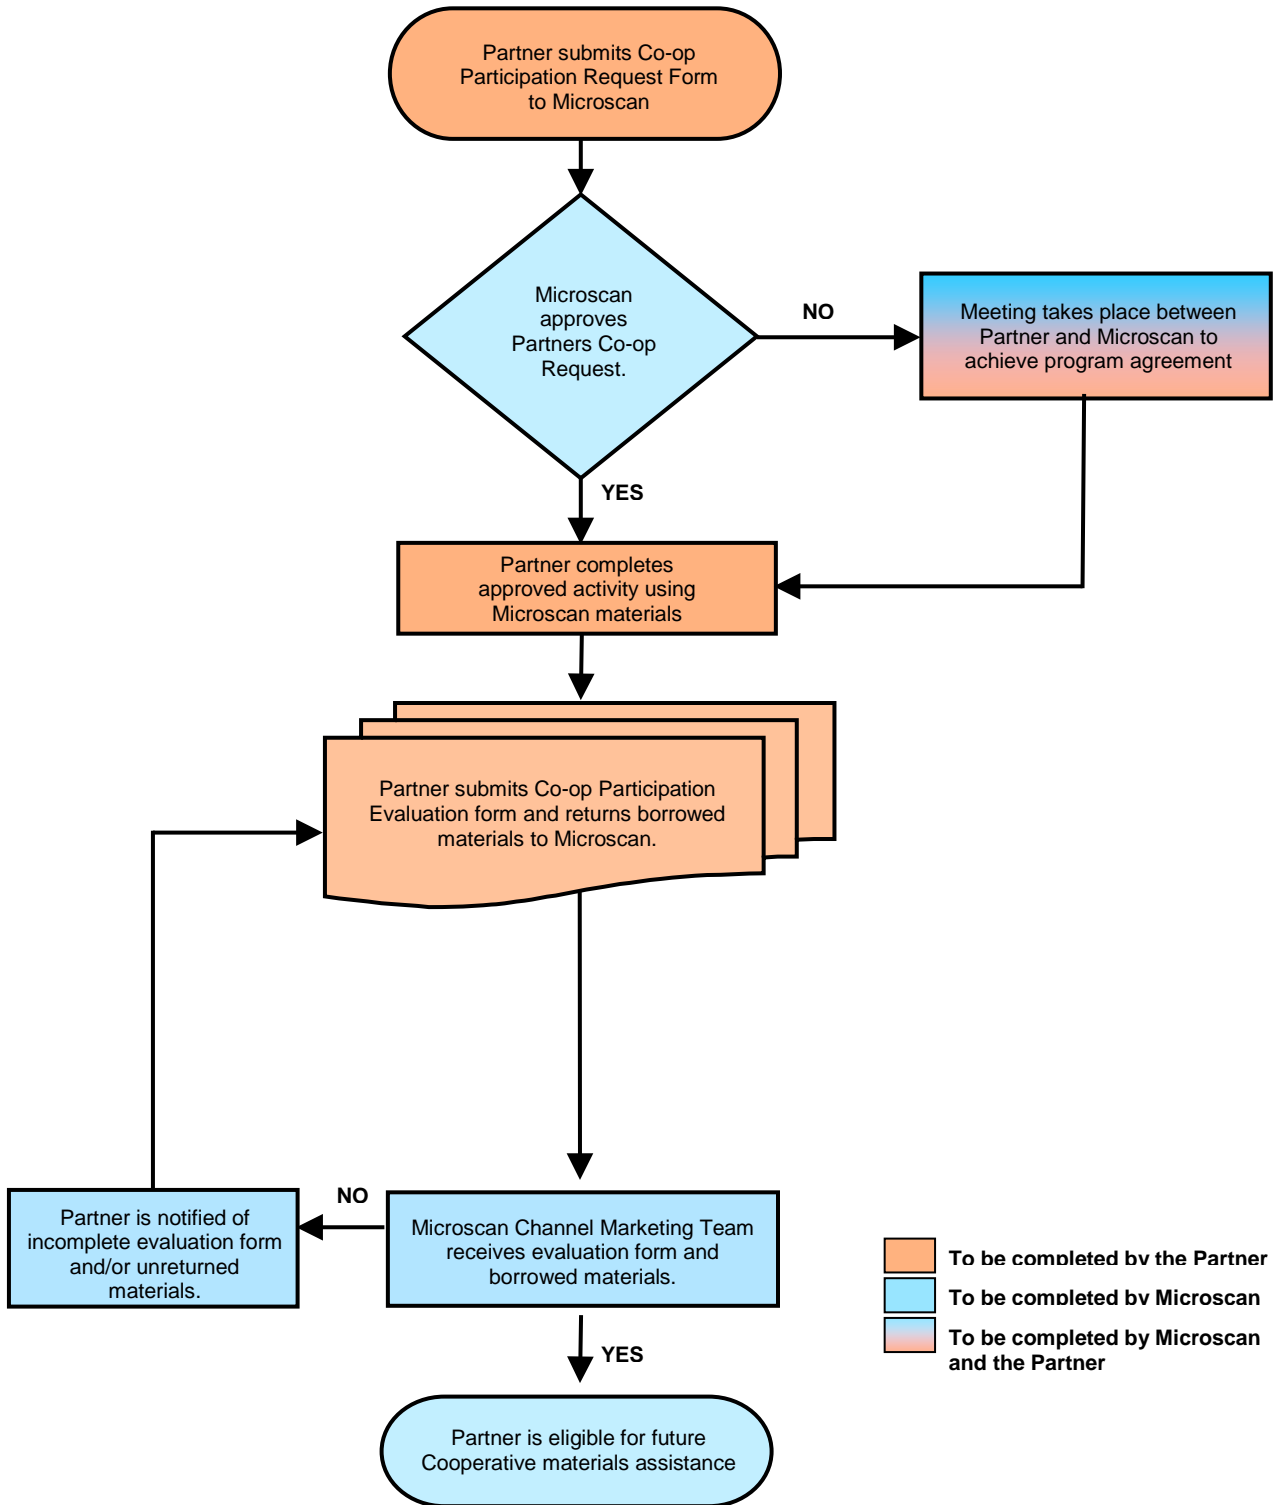 Partner submits Co-op
Participation Request Form
to Microscan
Microscan
approves
Partners Co-op
Request.
NO
Meeting takes place between
Partner and Microscan to
achieve program agreement
YES
Partner completes
approved activity using
Microscan materials
Partner submits Co-op Participation
Evaluation form and returns borrowed
materials to Microscan.
Partner is notified of
incomplete evaluation form
and/or unreturned
materials.
NO
Microscan Channel Marketing Team
receives evaluation form and
borrowed materials.
To be completed by the Partner
To be completed by Microscan
To be completed by Microscan
and the Partner
YES
Partner is eligible for future
Cooperative materials assistance